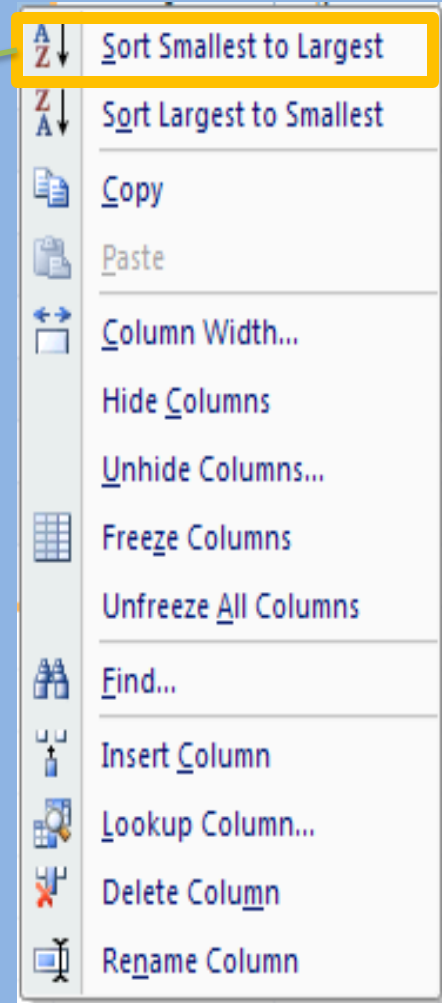 Sort Smallest to Largest
Sort Largest to Smallest
Copy
Paste
Column Width...
Hide Columns
Unhide Columns...
Freeze Columns
Unfreeze All Columns
Find...
Insert Column
Lookup Column...
Delete Column
Rename Column